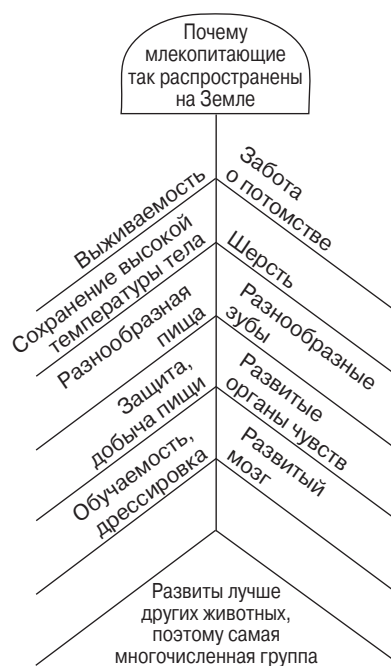 Почему
млекопитающие
так распространены
на Земле
Выживаемость
Забота
о потомстве
Сохранение высокой
температуры тела
Шерсть
Разнообразная
пища
Разнообразные
зубы
Защита,
добыча пищи
Развитые
органы чувств
Обучаемость,
дрессировка
Развитый
мозг
Развиты лучше
других животных,
поэтому самая
многочисленная группа